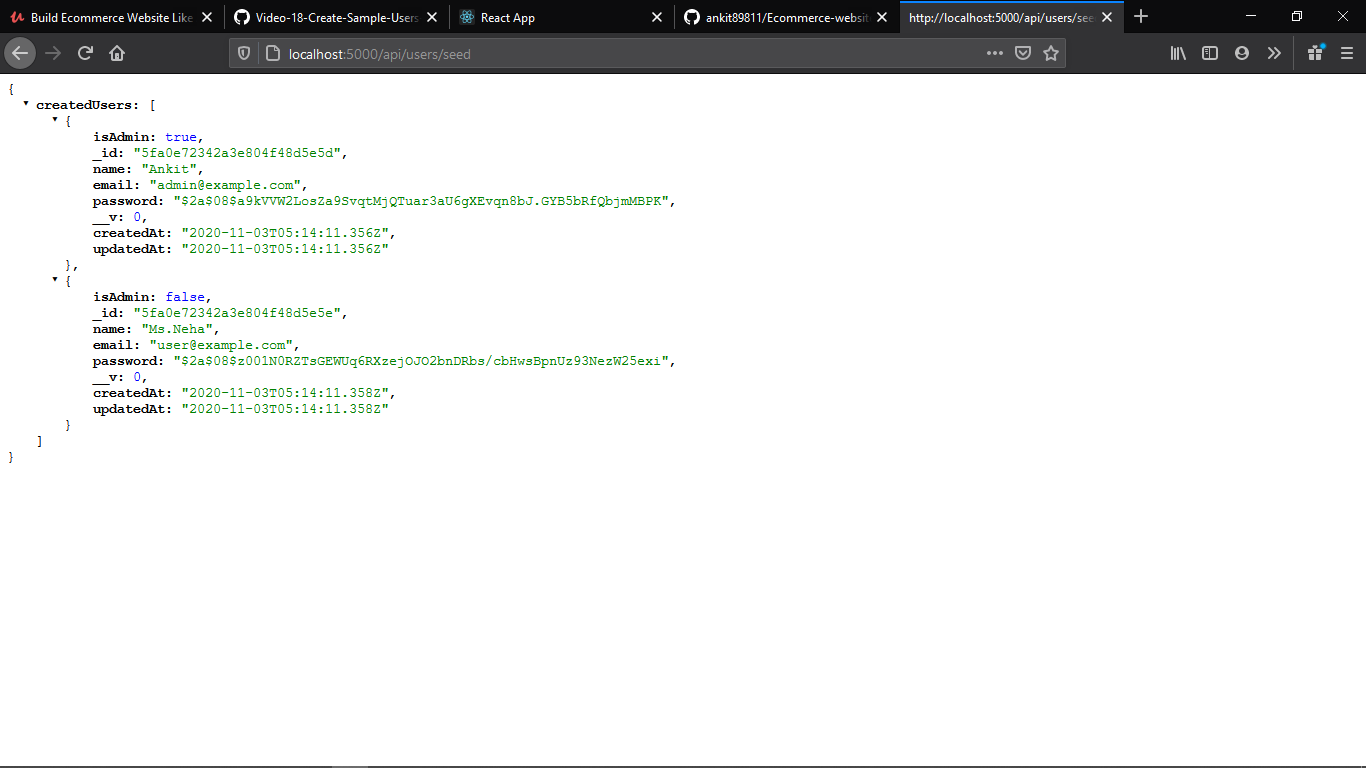 Build Ecommerce Website Like
Video-18-Create-Sample-Users
React App
ankit89811/Ecommerce-websit
http://localhost:5000/api/users/see
localhost:5000/api/users/seed
{
createdUsers: [
{
isAdmin: true,
_id: "5fa0e72342a3e804f48d5e5d",
name: "Ankit",
email: "admin@example.com",
password: "$2a$08$a9kVVW2LosZa9SvqtMjQTuar3aU6gXEvqn8bJ.GYB5bRfQbjmMBPK",
__v: 0,
createdAt: "2020-11-03T05:14:11.356Z",
updatedAt: "2020-11-03T05:14:11.356Z"
},
{
isAdmin: false,
_id: "5fa0e72342a3e804f48d5e5e",
name: "Ms.Neha",
email: "user@example.com",
password: "$2a$08$z001N0RZTsGEWUq6RXzejOJO2bnDRbs/cbHwsBpnUz93NezW25exi",
__v: 0,
createdAt: "2020-11-03T05:14:11.358Z",
updatedAt: "2020-11-03T05:14:11.358Z"
}
]
}